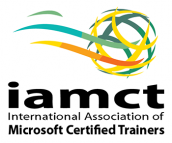 iamct
International Association of
Microsoft Certified Trainers